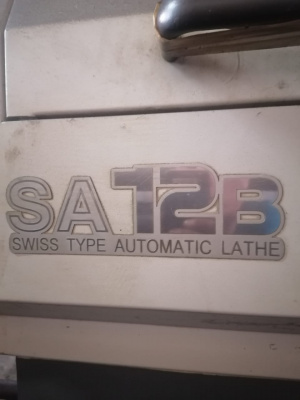 SA12B
SWISS TYPE AUTOMATIC LATHE